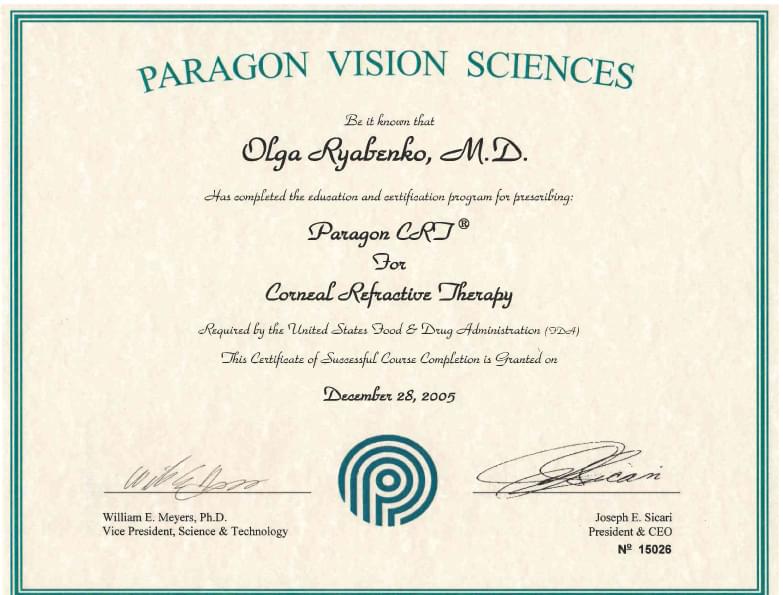 PARAGON VISION SCIENCES
Be it known that
Olga Ryabenko, M.D.
Has completed the education and certification program for prescribing:
Paragon CRT®
For
Corneal Refractive Therapy
Required by the United States Food & Drug Administration (FDA)
This Certificate of Successful Course Completion is Granted on
December 28, 2005
William E. Meyers, Ph.D.
Vice President, Science & Technology
Joseph E. Sicari
President & CEO
Nº 15026